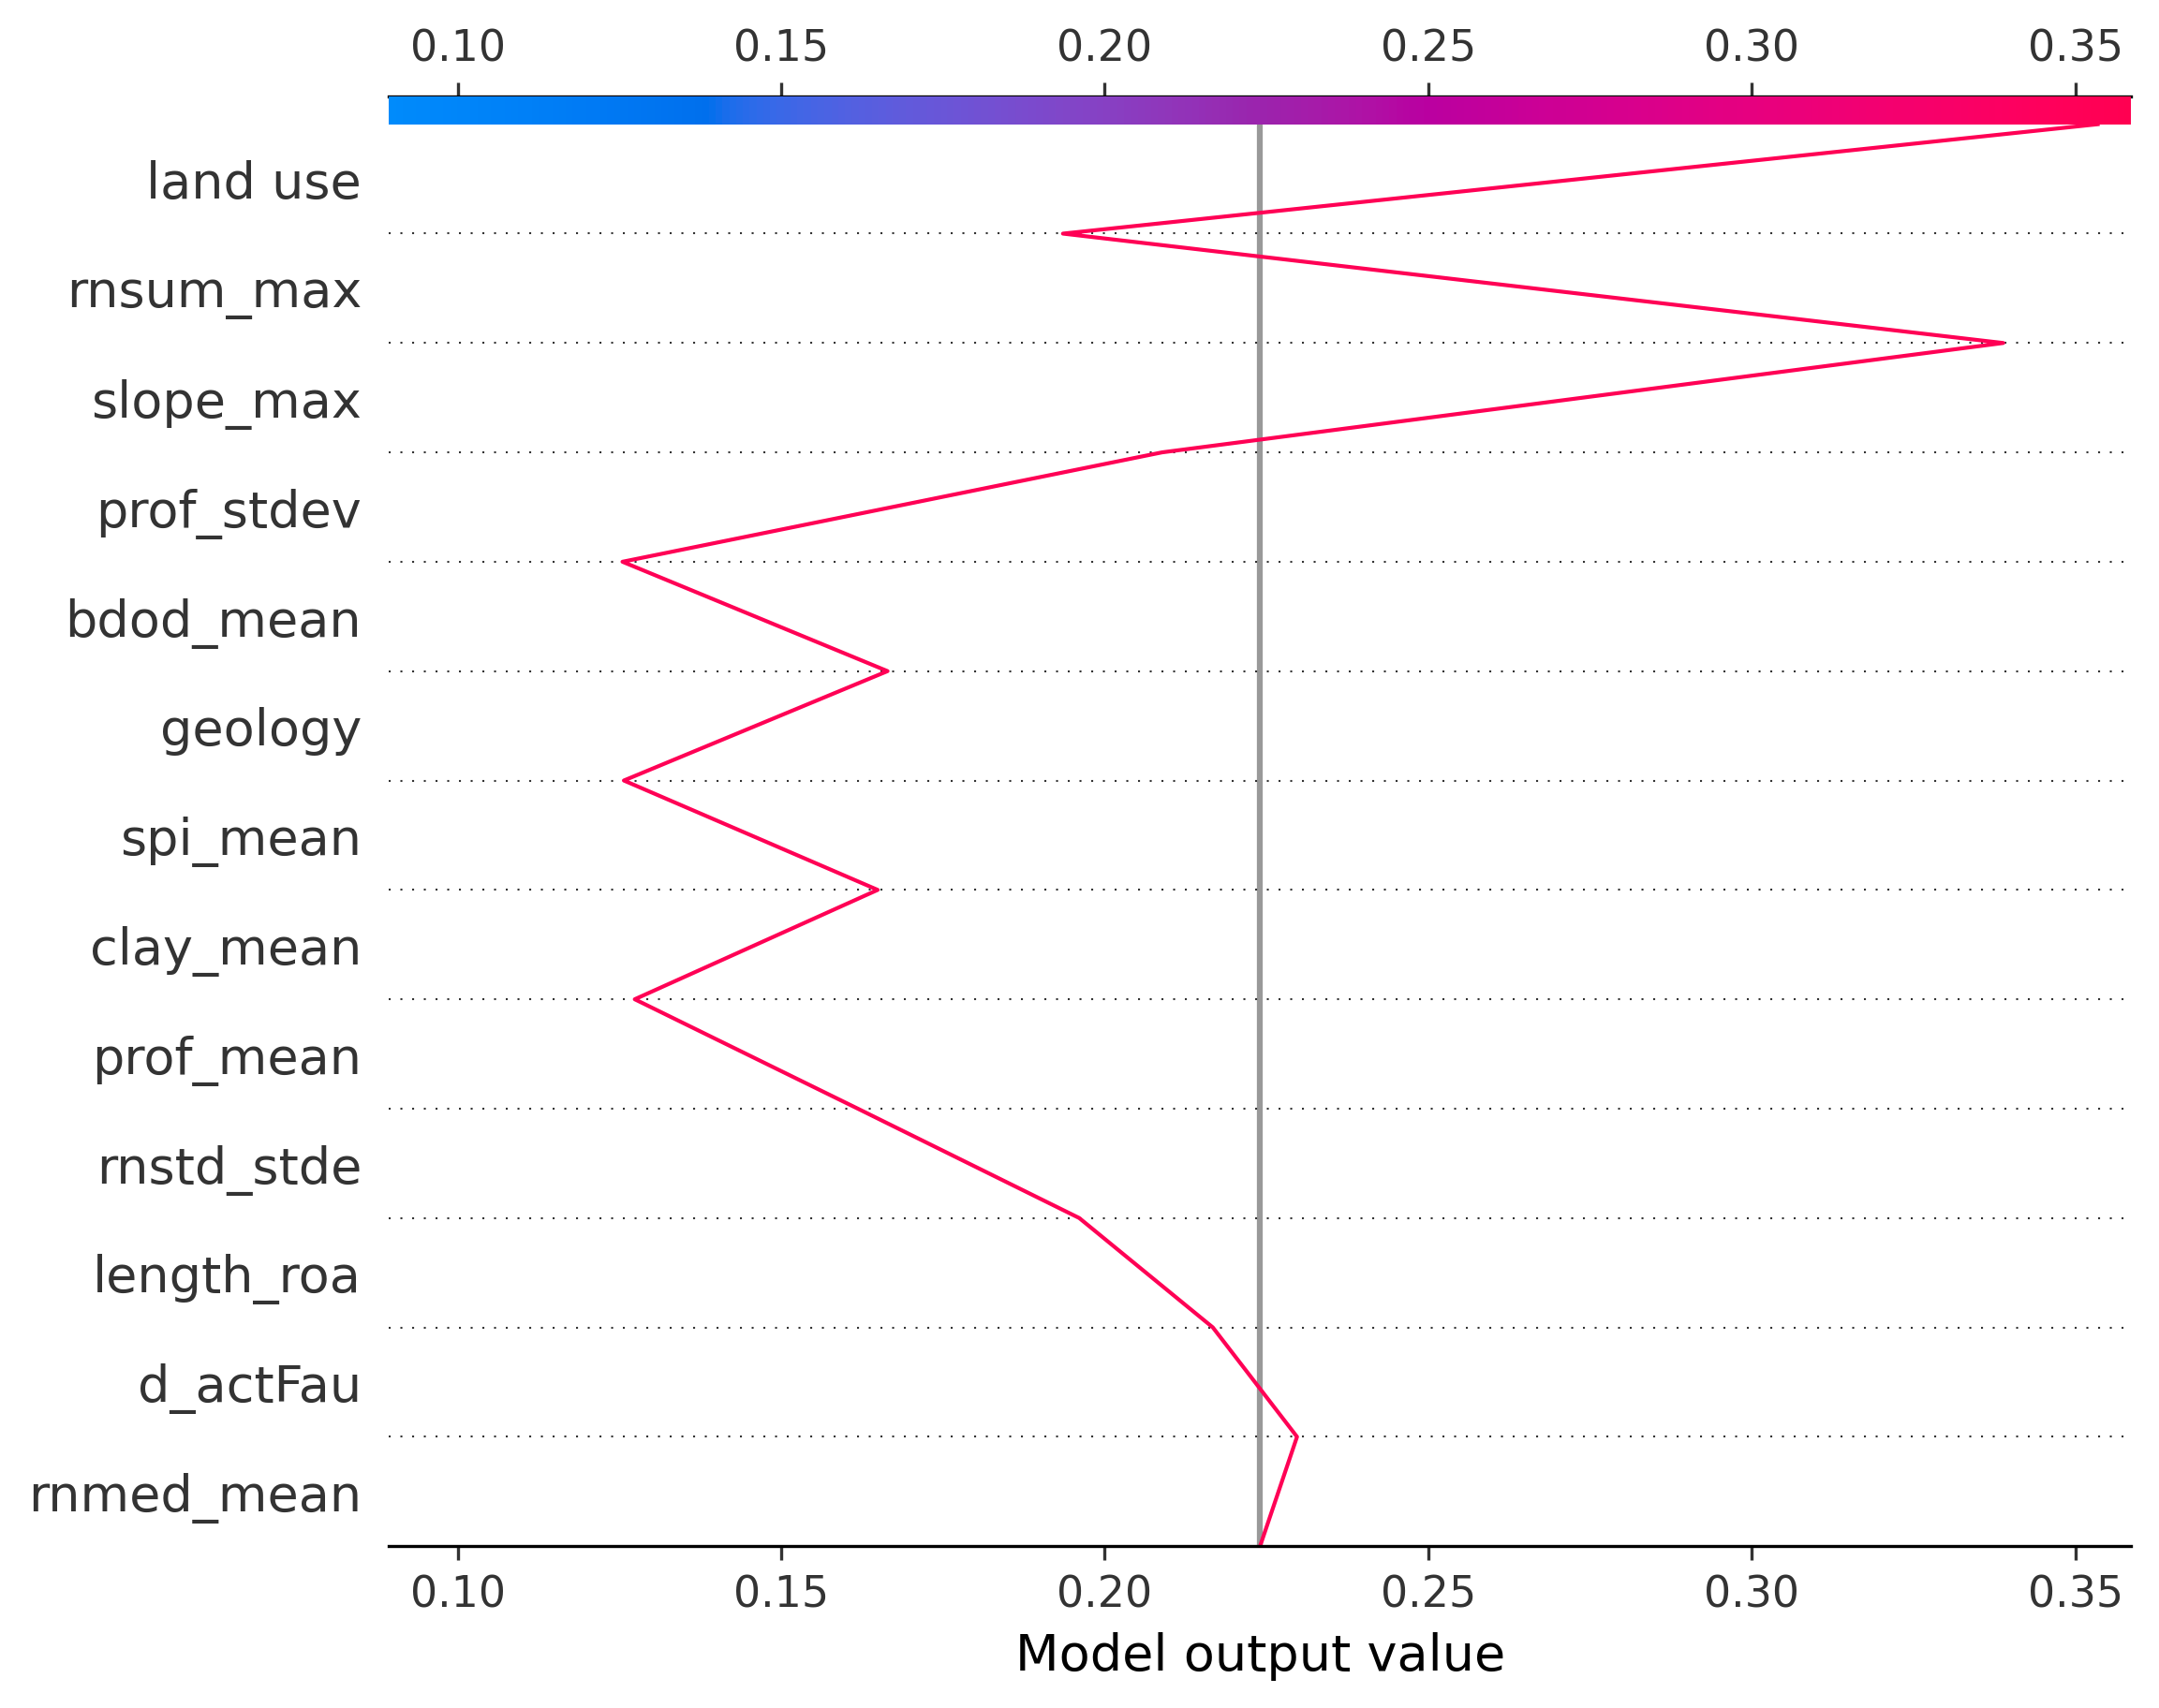 0.10 0.15 0.20 0.25 0.30 0.35
land use
rnsum_max
slope_max
prof_stdev
bdod_mean
geology
spi_mean
clay_mean
prof_mean
rnstd_stde
length_roa
d_actFau
rnmed_mean
0.10 0.15 0.20 0.25 0.30 0.35
Model output value